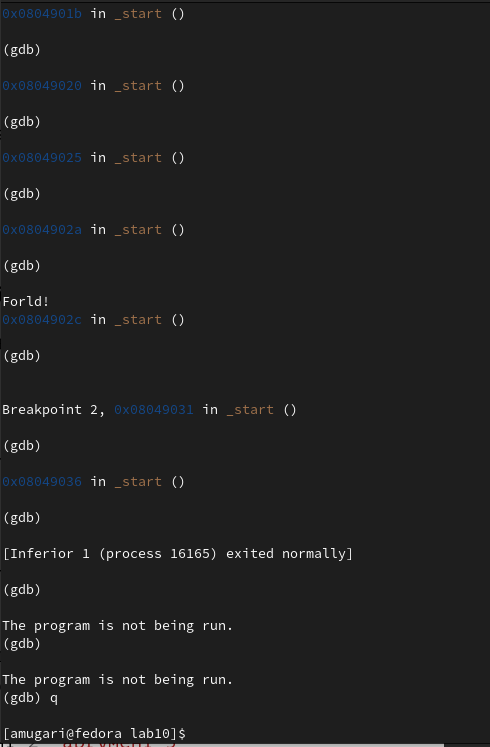 0x0804901b in _start ()
(gdb)
0x08049020 in _start ()
(gdb)
0x08049025 in _start ()
(gdb)
0x0804902a in _start ()
(gdb)
Forld!
0x0804902c in _start ()
(gdb)
Breakpoint 2, 0x08049031 in _start ()
(gdb)
0x08049036 in _start ()
(gdb)
[Inferior 1 (process 16165) exited normally]
(gdb)
The program is not being run.
(gdb)
The program is not being run.
(gdb) q
[amugari@fedora lab10]$